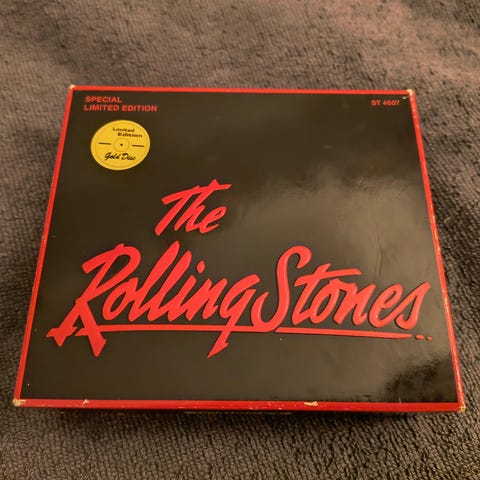 SPECIAL
LIMITED EDITION
ST 4607
Limited
Edition
Gold Disc
The
Rolling Stones